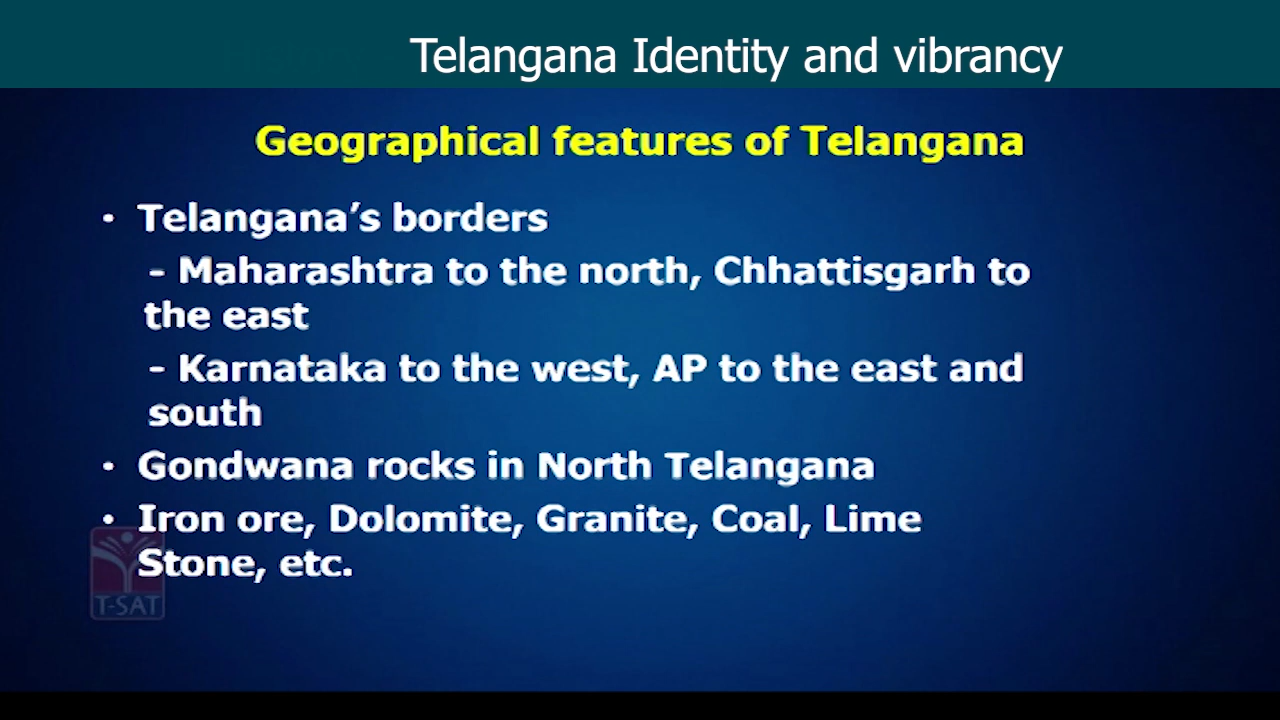 History - Telangana Identity and vibrancy
Geographical features of Telangana
• Telangana’s borders
- Maharashtra to the north, Chhattisgarh to
the east
- Karnataka to the west, AP to the east and
south
• Gondwana rocks in North Telangana
• Iron ore, Dolomite, Granite, Coal, Lime
Stone, etc.
T-SAT